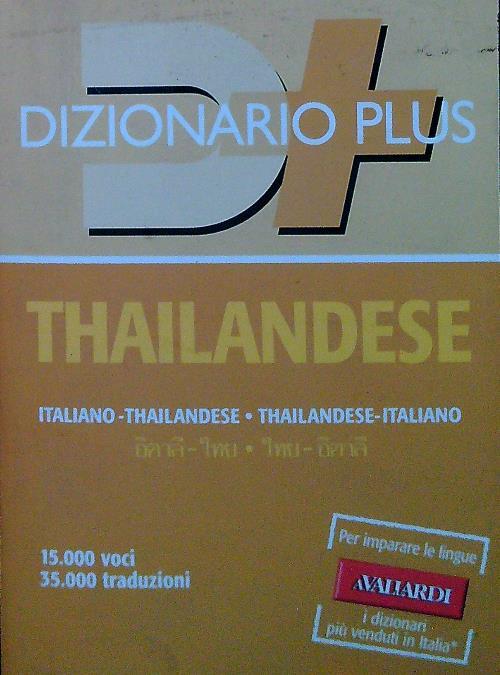 DIZIONARIO PLUS
THAILANDESE
ITALIANO-THAILANDESE • THAILANDESE-ITALIANO
อิตาลี - ไทย • ไทย - อิตาลี
15.000 voci
35.000 traduzioni
Per imparare le lingue
A.VALLARDI
i dizionari
più venduti in Italia*